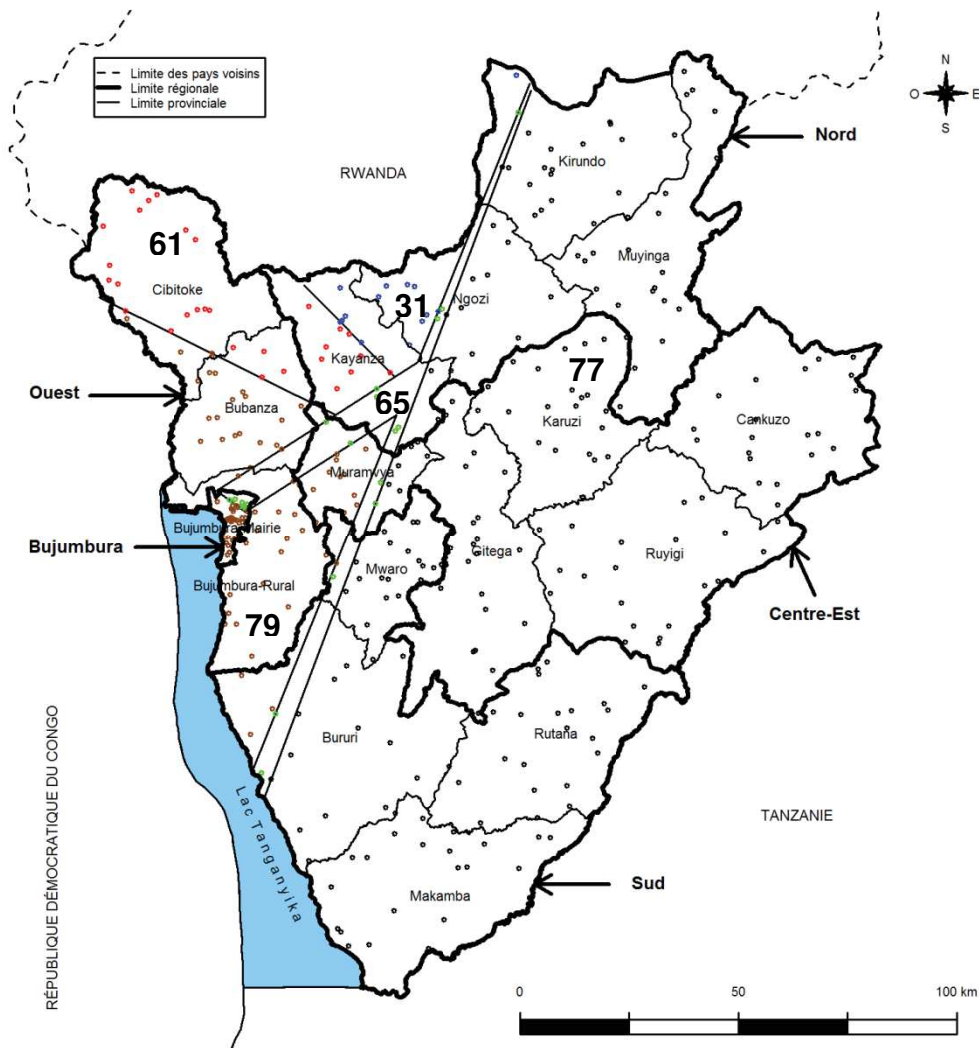 Limite des pays voisins
Limite régionale
Limite provinciale
N
O E
S
Nord
RWANDA
Kirundo
61
Muyinga
Cibitoke
31
Ngozi
Kayanza
77
Ouest
65
Bubanza
Karuzi
Cankuzo
Muramvya
Bujumbura Mairie
Bujumbura
Gitega
Ruyigi
Mwaro
Bujumbura-Rural
Centre-Est
79
Bururi
Rutana
RÉPUBLIQUE DÉMOCRATIQUE DU CONGO
Lac Tanganyika
TANZANIE
Sud
Makamba
0 50 100 km